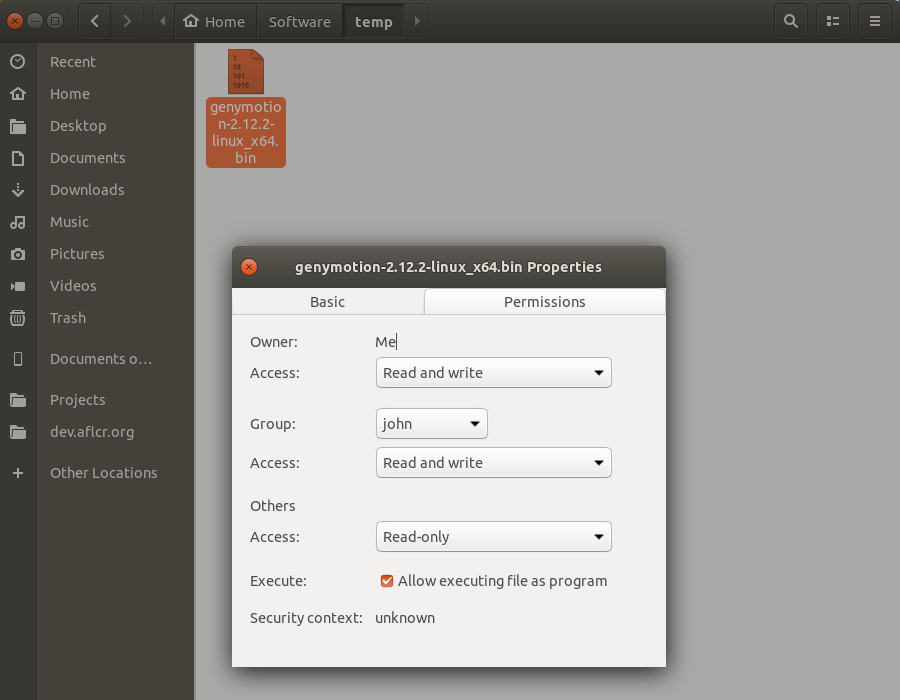 Home Software temp
Recent
Home
Desktop
Documents
Downloads
Music
Pictures
Videos
Trash
Documents o…
Projects
dev.aflcr.org
Other Locations
1
10
101
1010
genymotio
n-2.12.2-
linux_x64.
bin
genymotion-2.12.2-linux_x64.bin Properties
Basic Permissions
Owner: Me
Access: Read and write
Group: john
Access: Read and write
Others
Access: Read-only
Execute: Allow executing file as program
Security context: unknown